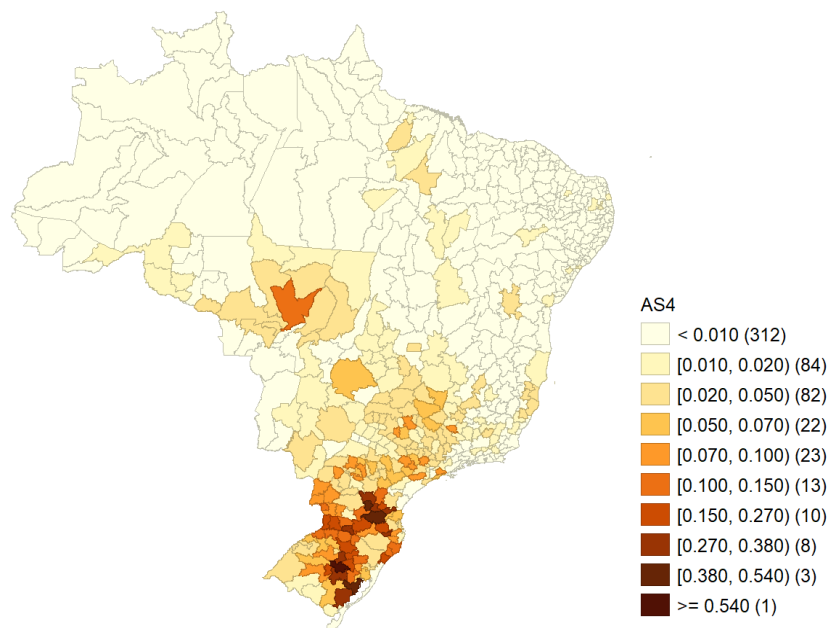 AS4
< 0.010 (312)
[0.010, 0.020) (84)
[0.020, 0.050) (82)
[0.050, 0.070) (22)
[0.070, 0.100) (23)
[0.100, 0.150) (13)
[0.150, 0.270) (10)
[0.270, 0.380) (8)
[0.380, 0.540) (3)
>= 0.540 (1)